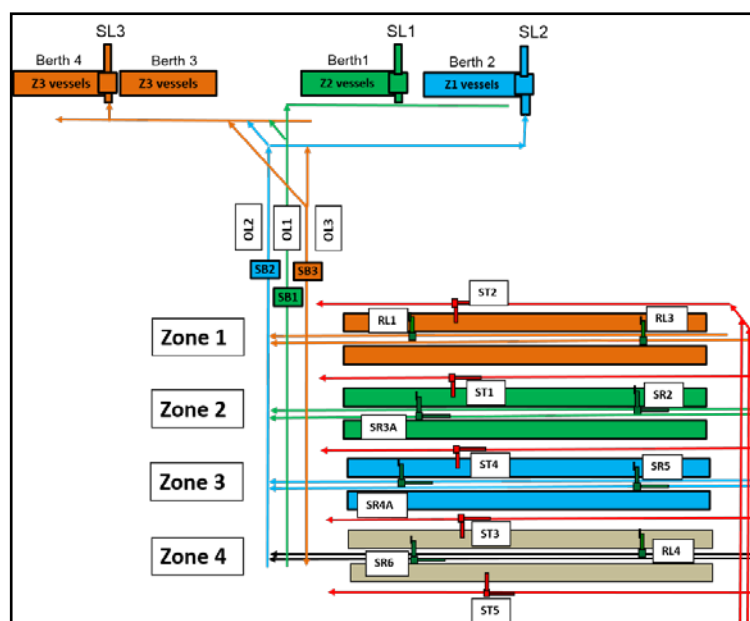 SL3
SL1
SL2
Berth 4
Berth 3
Berth1
Berth 2
Z3 vessels
Z3 vessels
Z2 vessels
Z1 vessels
OL2
OL1
OL3
SB2
SB3
SB1
ST2
RL1
RL3
Zone 1
ST1
SR2
Zone 2
SR3A
ST4
SR5
Zone 3
SR4A
ST3
Zone 4
SR6
RL4
ST5